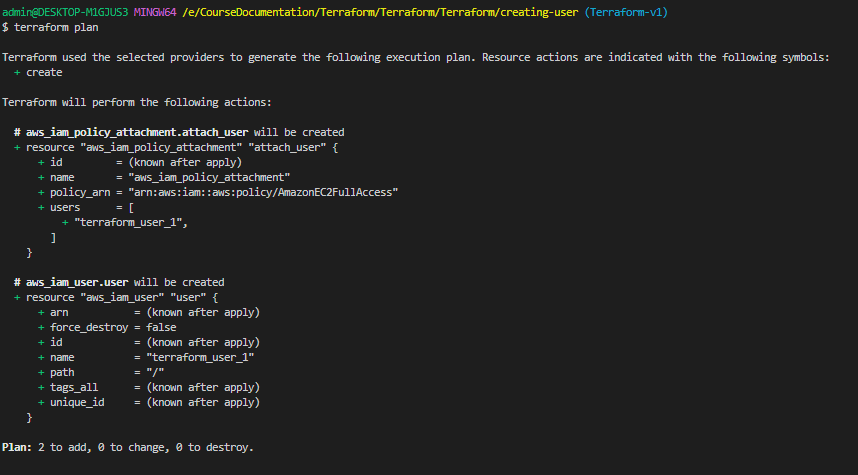 admin@DESKTOP-M1GJUS3 MINGW64 /e/CourseDocumentation/Terraform/Terraform/Terraform/creating-user (Terraform-v1)
$ terraform plan

Terraform used the selected providers to generate the following execution plan. Resource actions are indicated with the following symbols:
  + create

Terraform will perform the following actions:

  # aws_iam_policy_attachment.attach_user will be created
  + resource "aws_iam_policy_attachment" "attach_user" {
      + id         = (known after apply)
      + name       = "aws_iam_policy_attachment"
      + policy_arn = "arn:aws:iam::aws:policy/AmazonEC2FullAccess"
      + users      = [
          + "terraform_user_1",
        ]
    }

  # aws_iam_user.user will be created
  + resource "aws_iam_user" "user" {
      + arn           = (known after apply)
      + force_destroy = false
      + id            = (known after apply)
      + name          = "terraform_user_1"
      + path          = "/"
      + tags_all      = (known after apply)
      + unique_id     = (known after apply)
    }

Plan: 2 to add, 0 to change, 0 to destroy.